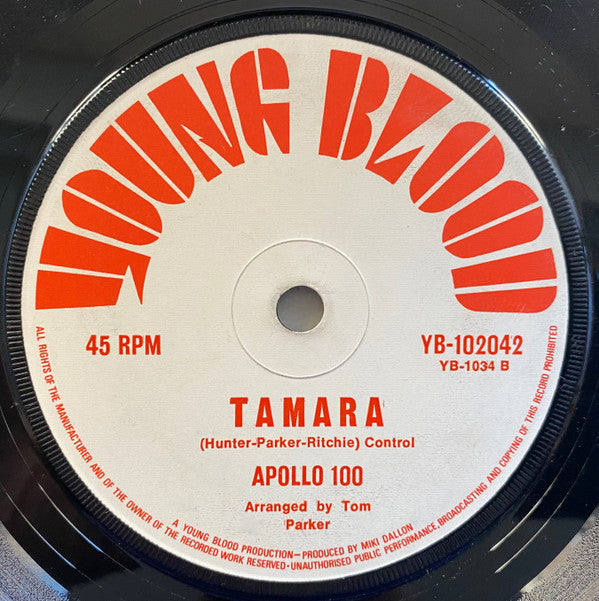 YOUNG BLOOD
45 RPM
YB-102042
YB-1034 B
TAMARA
(Hunter-Parker-Ritchie) Control
APOLLO 100
Arranged by Tom
Parker
A YOUNG BLOOD PRODUCTION—PRODUCED BY MIKI DALLON
ALL RIGHTS OF THE MANUFACTURER AND OF THE OWNER OF THE RECORDED WORK RESERVED-UNAUTHORISED PUBLIC PERFORMANCE,BROADCASTING AND COPYING OF THIS RECORD PROHIBITED